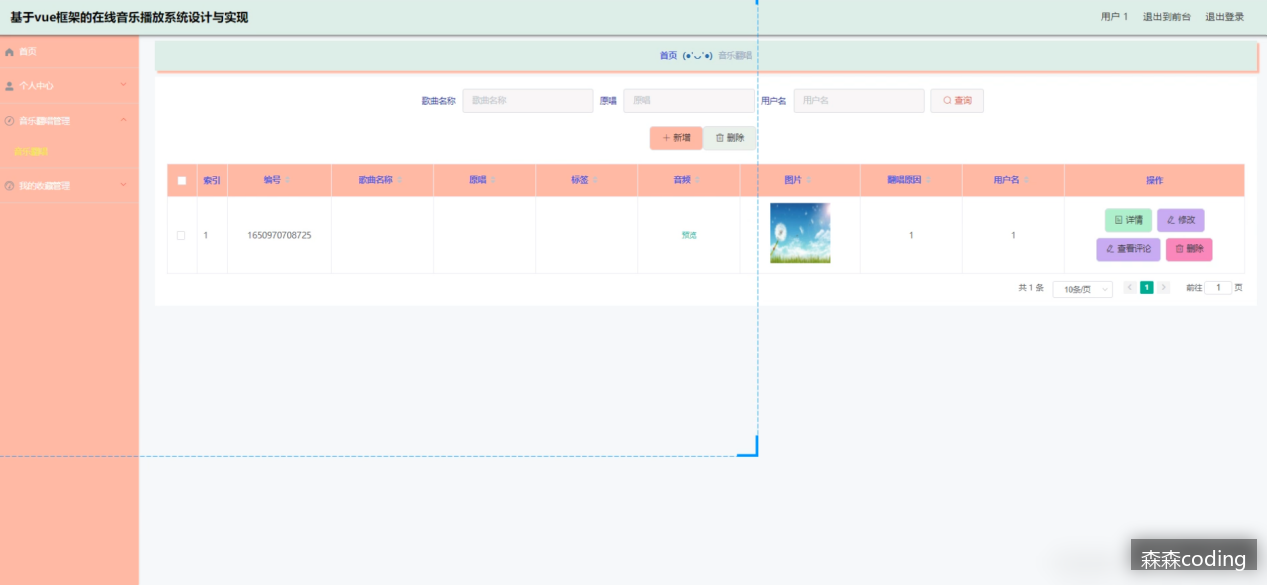 基于vue框架的在线音乐播放系统设计与实现
用户 1 退出到前台 退出登录
首页
个人中心
音乐翻唱管理
音乐翻唱
我的收藏管理
首页 (●'◡'●) 音乐翻唱
歌曲名称 歌曲名称 原唱 原唱 用户名 用户名 查询
+ 新增 删除
索引 编号 歌曲名称 原唱 标签 音频 图片 翻唱原因 用户名 操作
1 1650970708725 预览 1 1 详情 修改
查看评论 删除
共 1 条 10条/页 < 1 > 前往 1 页
森森coding